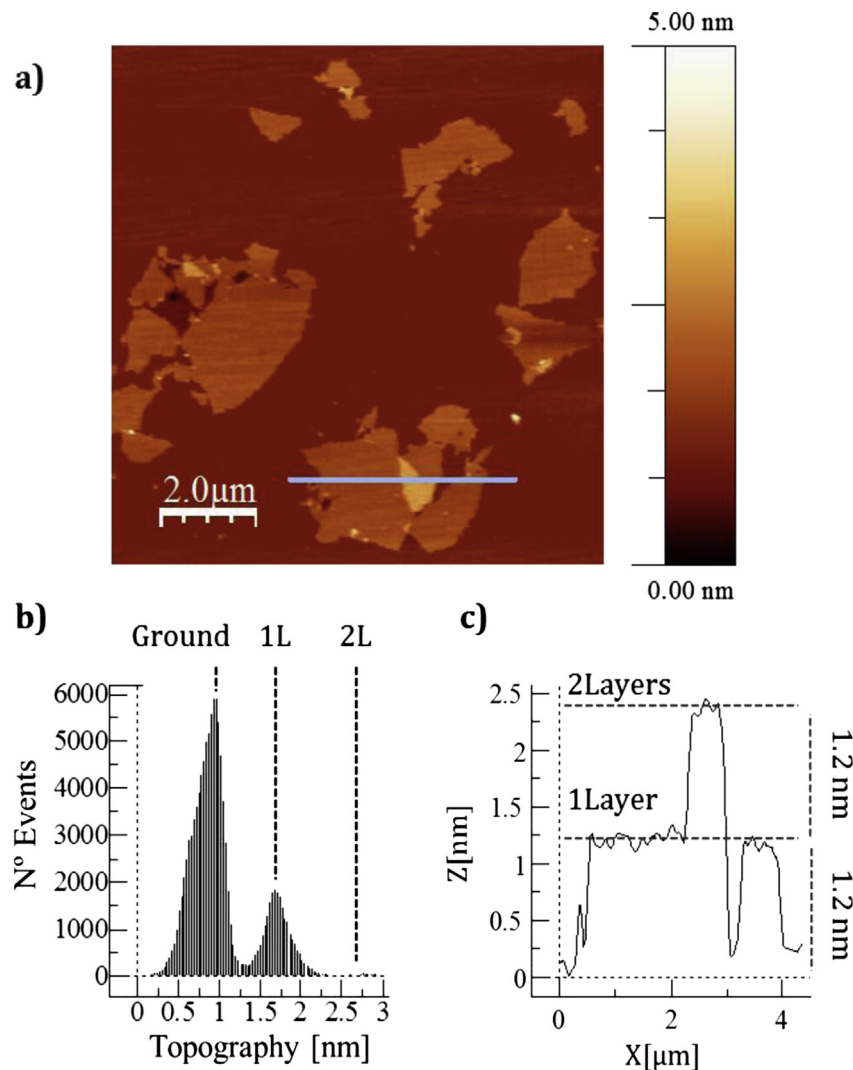 a)
5.00 nm
2.0µm
0.00 nm
b)
Ground 1L 2L
6000
5000
4000
3000
2000
1000
0
Nº Events
0 0.5 1 1.5 2 2.5 3
Topography [nm]
c)
2.5
2
1.5
1
0.5
0
Z[nm]
2Layers
1Layer
1.2 nm
1.2 nm
0 2 4
X[µm]